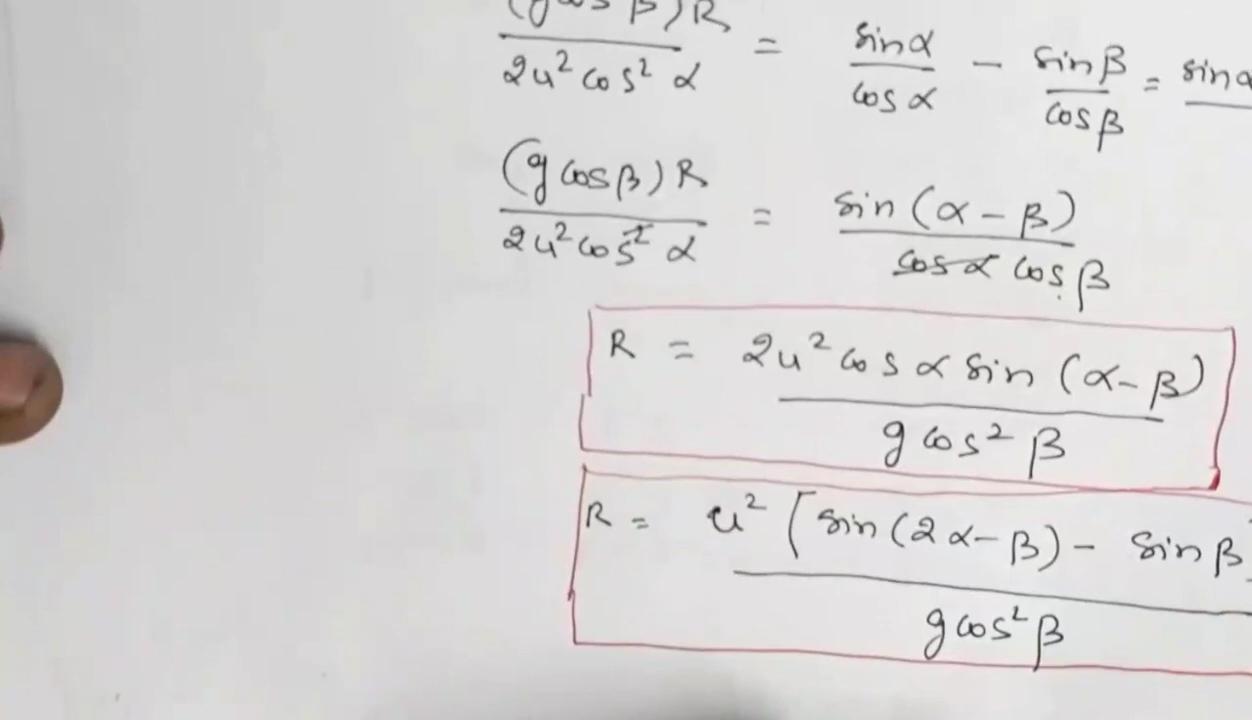 (g cos β) R / 2u² cos² α = sin α / cos α - sin β / cos β =
(g cos β) R / 2u² cos² α = sin (α - β) / cos α cos β
R = 2u² cos α sin (α - β) / g cos² β
R = u² [ sin (2α - β) - sin β / g cos² β